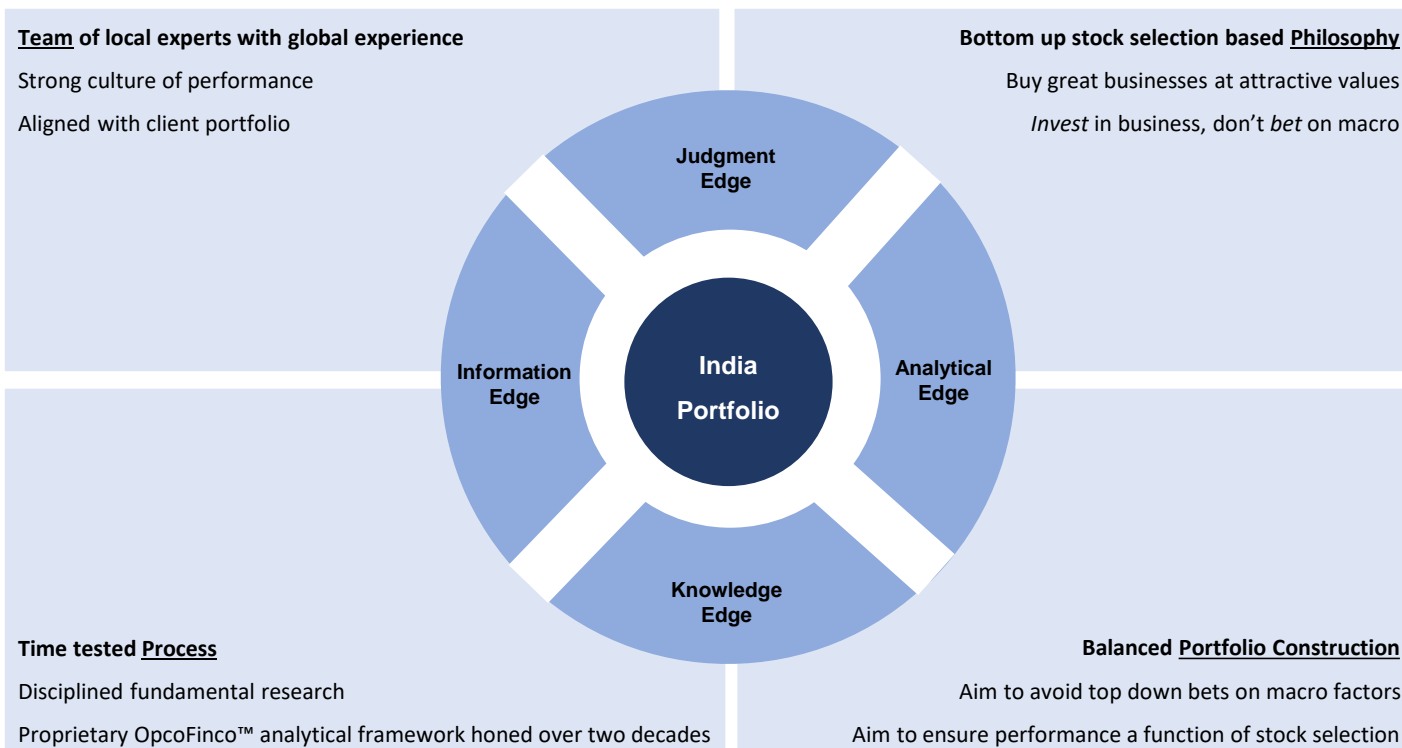 Team of local experts with global experience
Strong culture of performance
Aligned with client portfolio
Bottom up stock selection based Philosophy
Buy great businesses at attractive values
Invest in business, don’t bet on macro
Judgment
Edge
Information
Edge
India
Portfolio
Analytical
Edge
Knowledge
Edge
Time tested Process
Disciplined fundamental research
Proprietary OpcoFinco™ analytical framework honed over two decades
Balanced Portfolio Construction
Aim to avoid top down bets on macro factors
Aim to ensure performance a function of stock selection